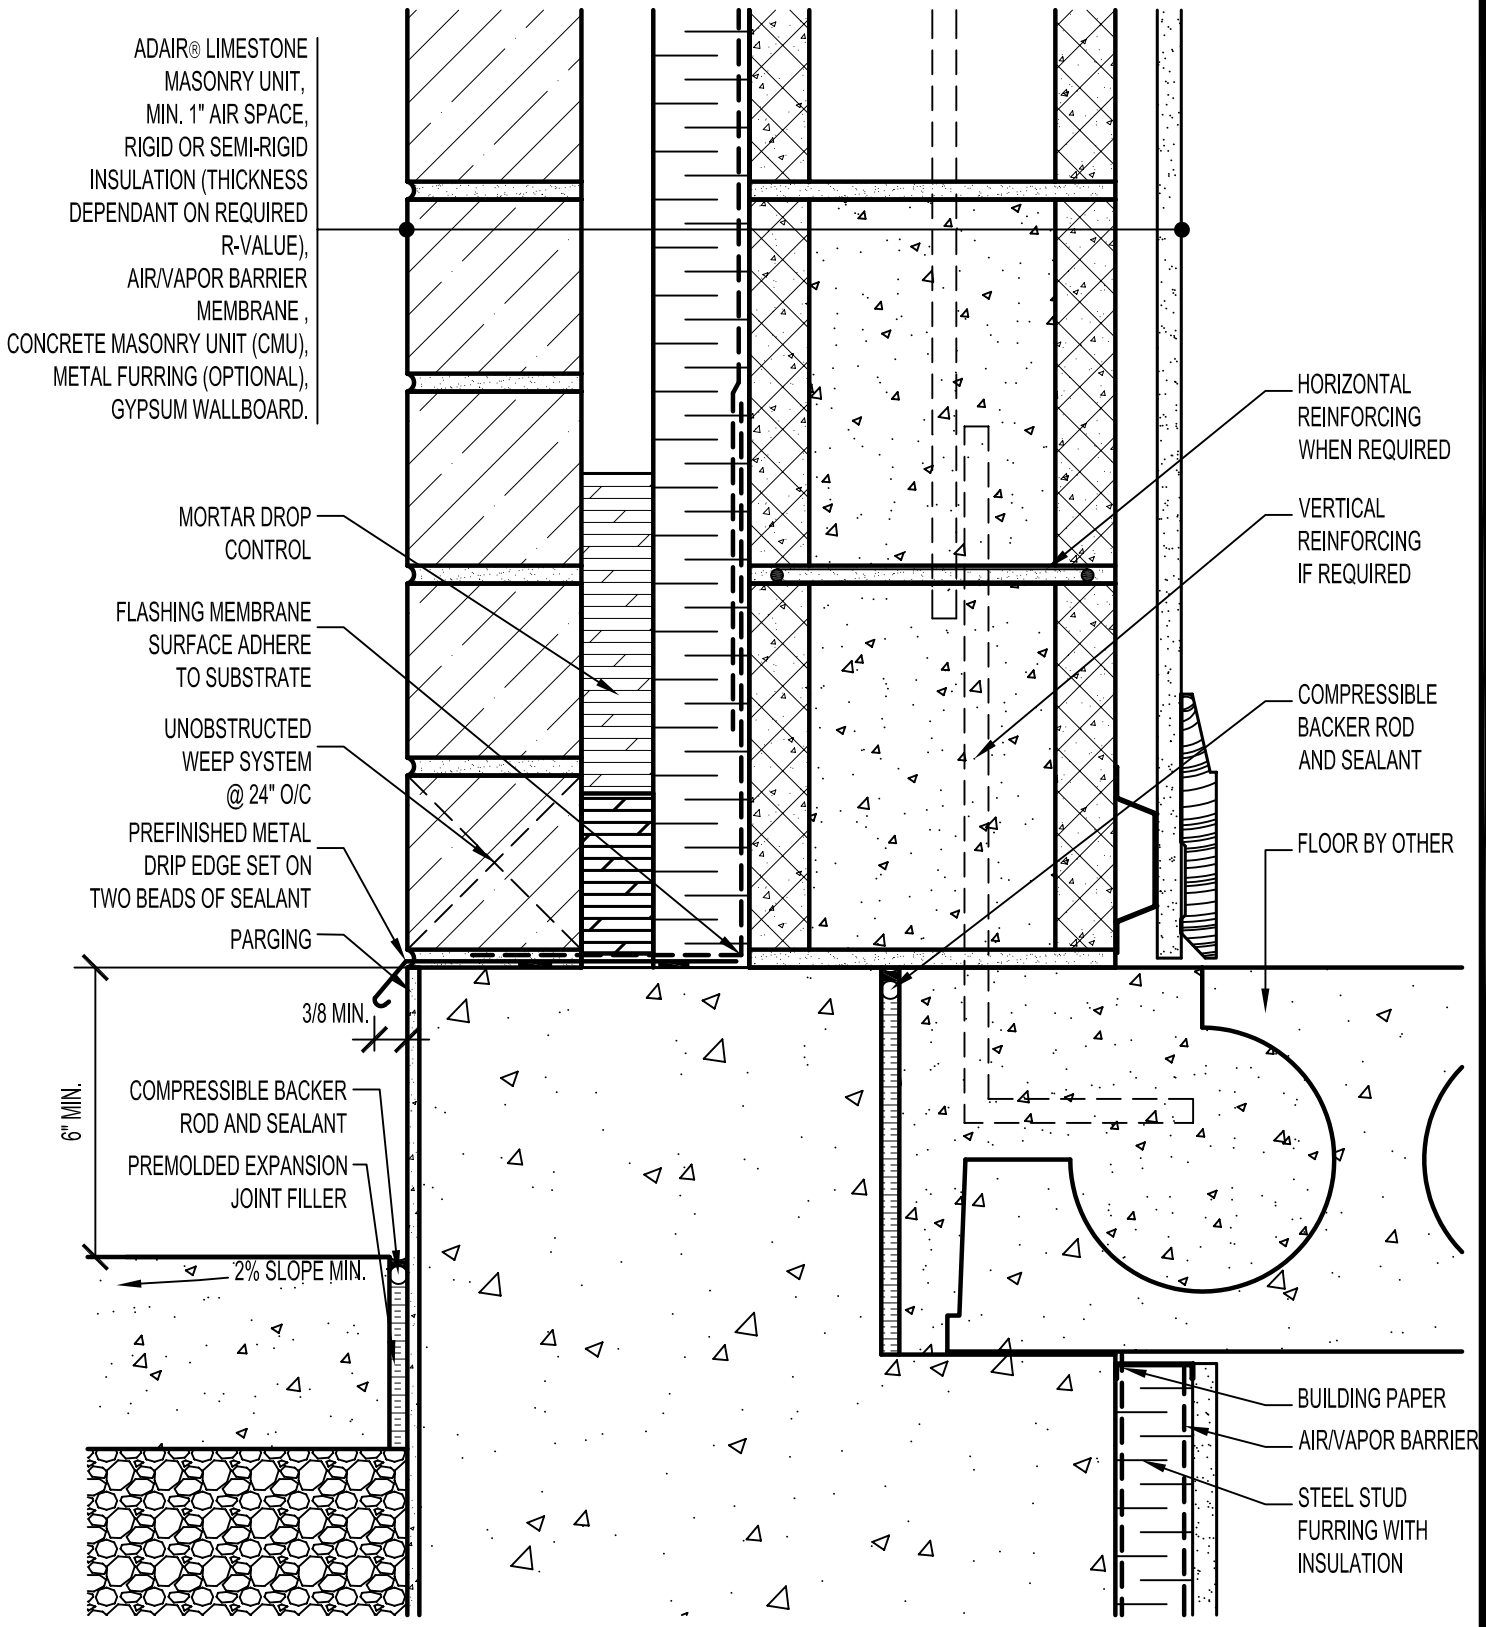 ADAIR® LIMESTONE
MASONRY UNIT,
MIN. 1" AIR SPACE,
RIGID OR SEMI-RIGID
INSULATION (THICKNESS
DEPENDANT ON REQUIRED
R-VALUE),
AIR/VAPOR BARRIER
MEMBRANE ,
CONCRETE MASONRY UNIT (CMU),
METAL FURRING (OPTIONAL),
GYPSUM WALLBOARD.
MORTAR DROP
CONTROL
FLASHING MEMBRANE
SURFACE ADHERE
TO SUBSTRATE
UNOBSTRUCTED
WEEP SYSTEM
@ 24" O/C
PREFINISHED METAL
DRIP EDGE SET ON
TWO BEADS OF SEALANT
PARGING
3/8 MIN.
6" MIN.
COMPRESSIBLE BACKER
ROD AND SEALANT
PREMOLDED EXPANSION
JOINT FILLER
2% SLOPE MIN.
HORIZONTAL
REINFORCING
WHEN REQUIRED
VERTICAL
REINFORCING
IF REQUIRED
COMPRESSIBLE
BACKER ROD
AND SEALANT
FLOOR BY OTHER
BUILDING PAPER
AIR/VAPOR BARRIER
STEEL STUD
FURRING WITH
INSULATION